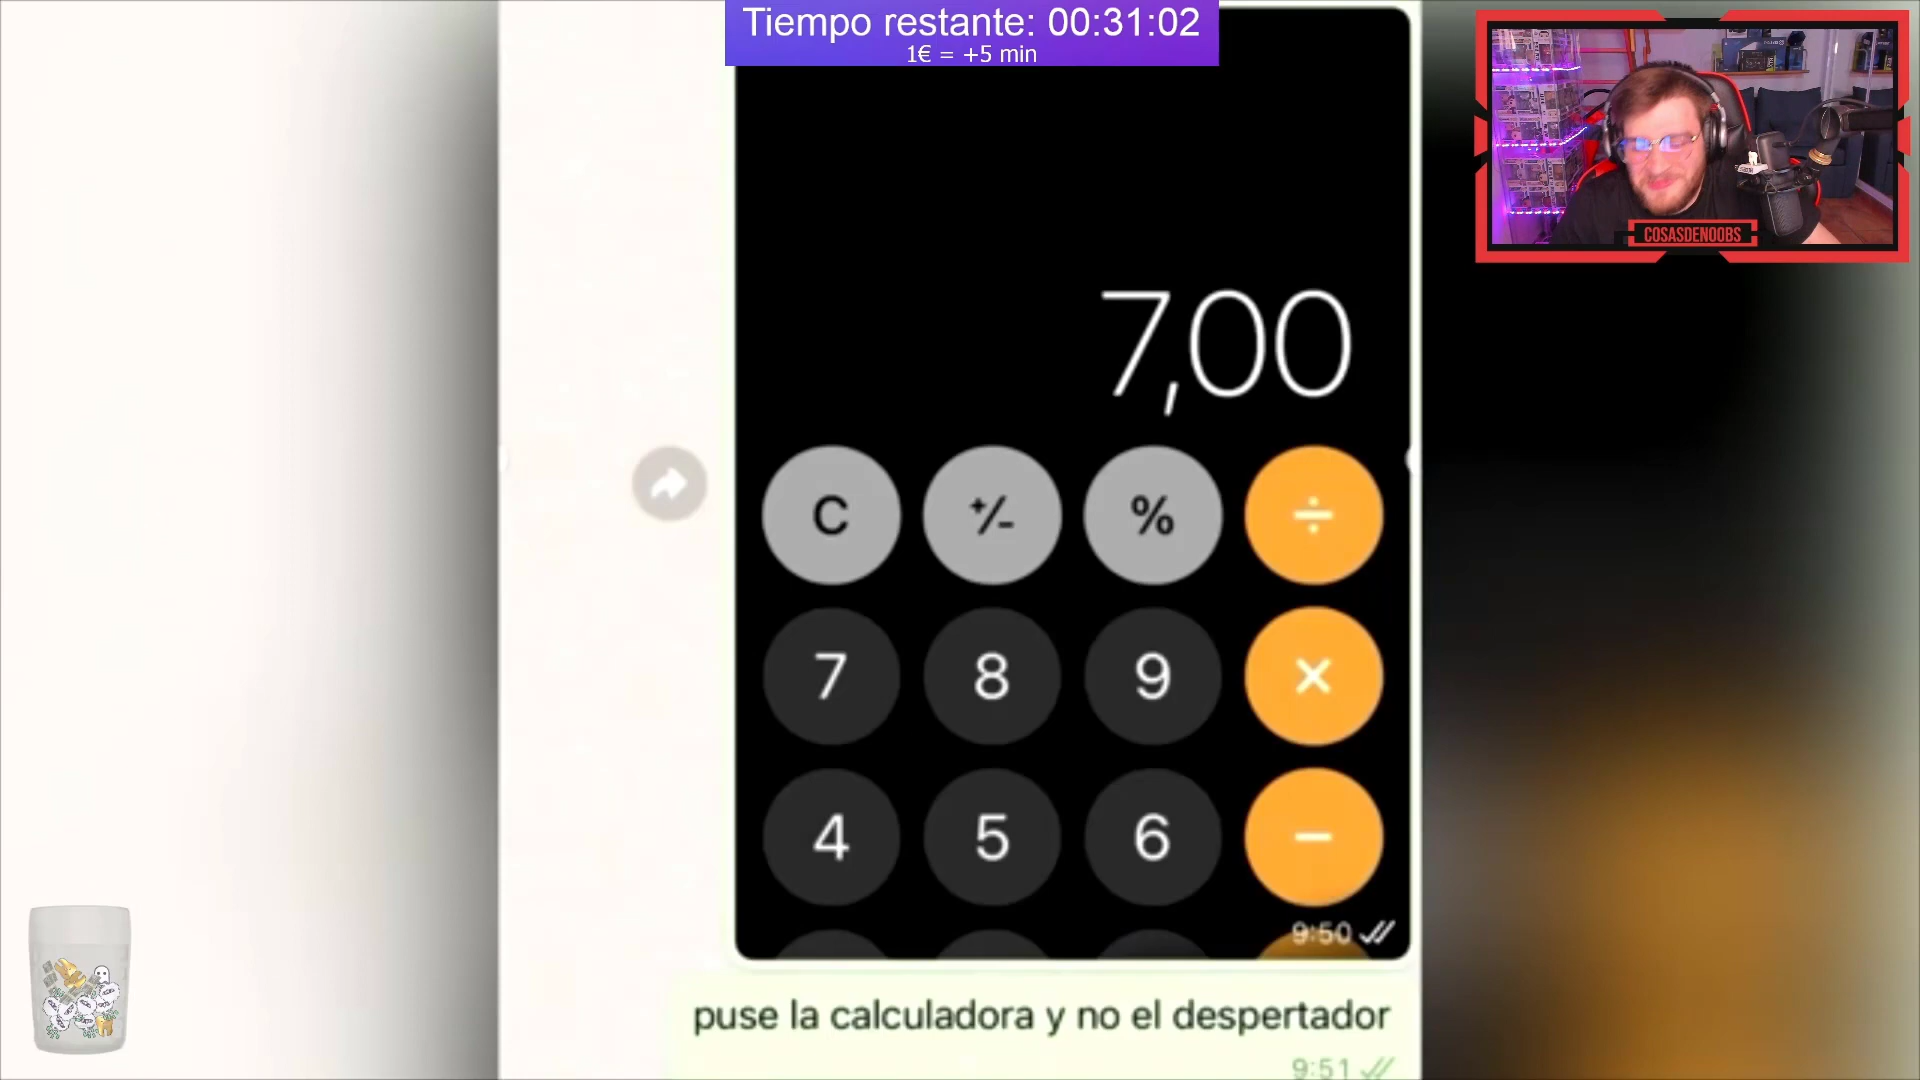 Tiempo restante: 00:31:02
1€ = +5 min
COSASDENOOBS
7,00
C +/- % ÷
7 8 9 ×
4 5 6 −
9:50
puse la calculadora y no el despertador
9:51